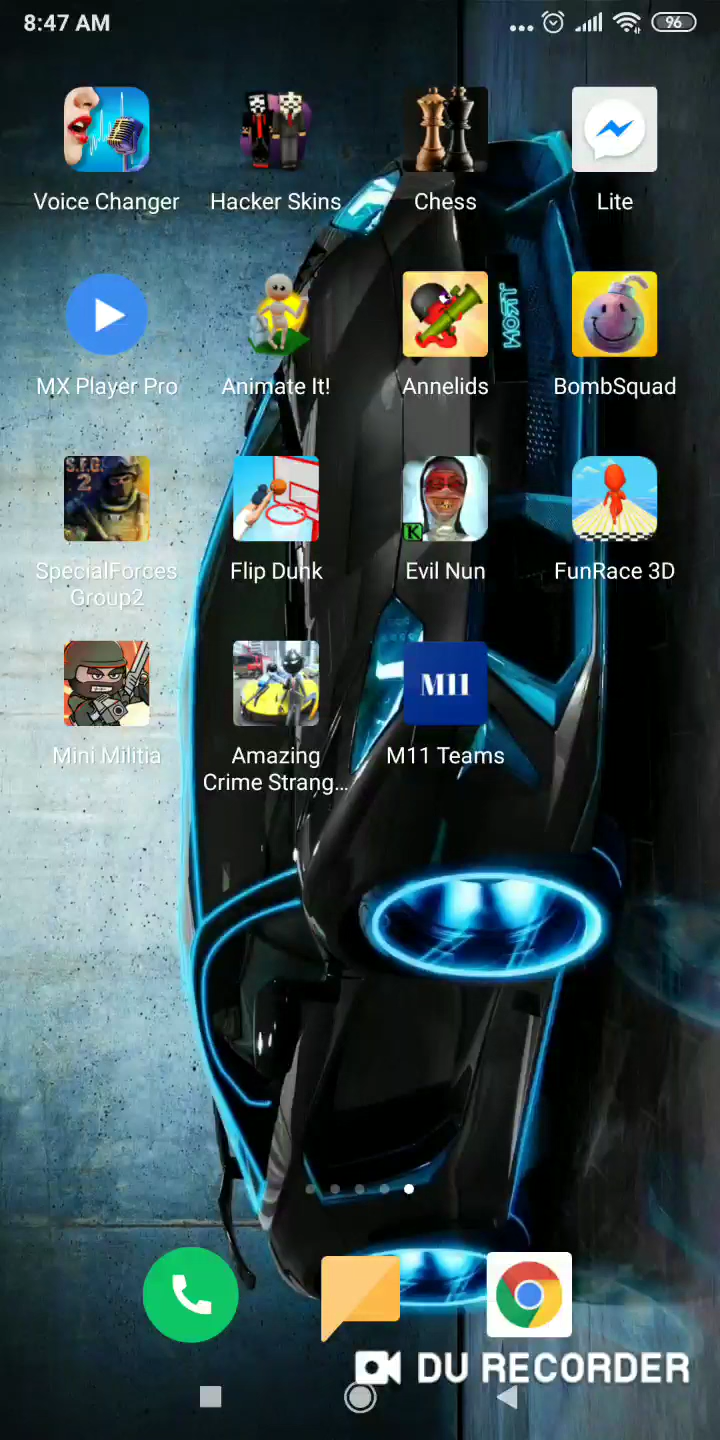 8:47 AM
96
Voice Changer
Hacker Skins
Chess
Lite
MX Player Pro
Animate It!
Annelids
BombSquad
S.F.G.
2
K
SpecialForces
Group2
Flip Dunk
Evil Nun
FunRace 3D
M11
Mini Militia
Amazing
Crime Strang...
M11 Teams
DU RECORDER